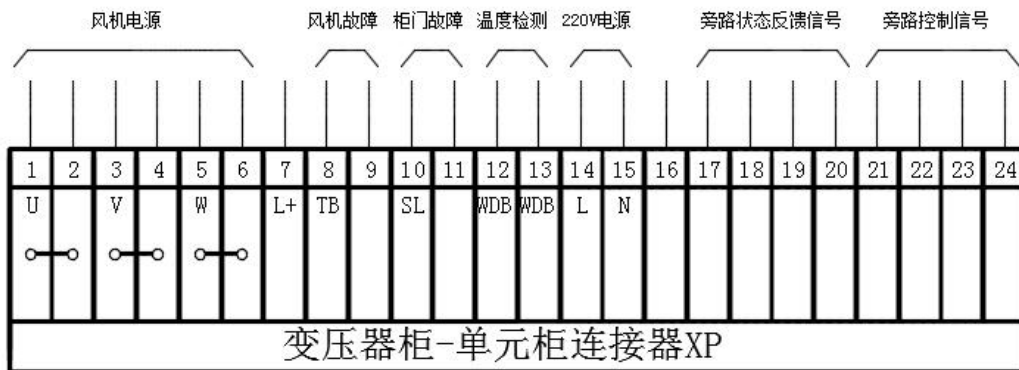 风机电源 风机故障 柜门故障 温度检测 220V电源 旁路状态反馈信号 旁路控制信号
1 2 3 4 5 6 7 8 9 10 11 12 13 14 15 16 17 18 19 20 21 22 23 24
U V W L+ TB SL WDB WDB L N
变压器柜-单元柜连接器XP